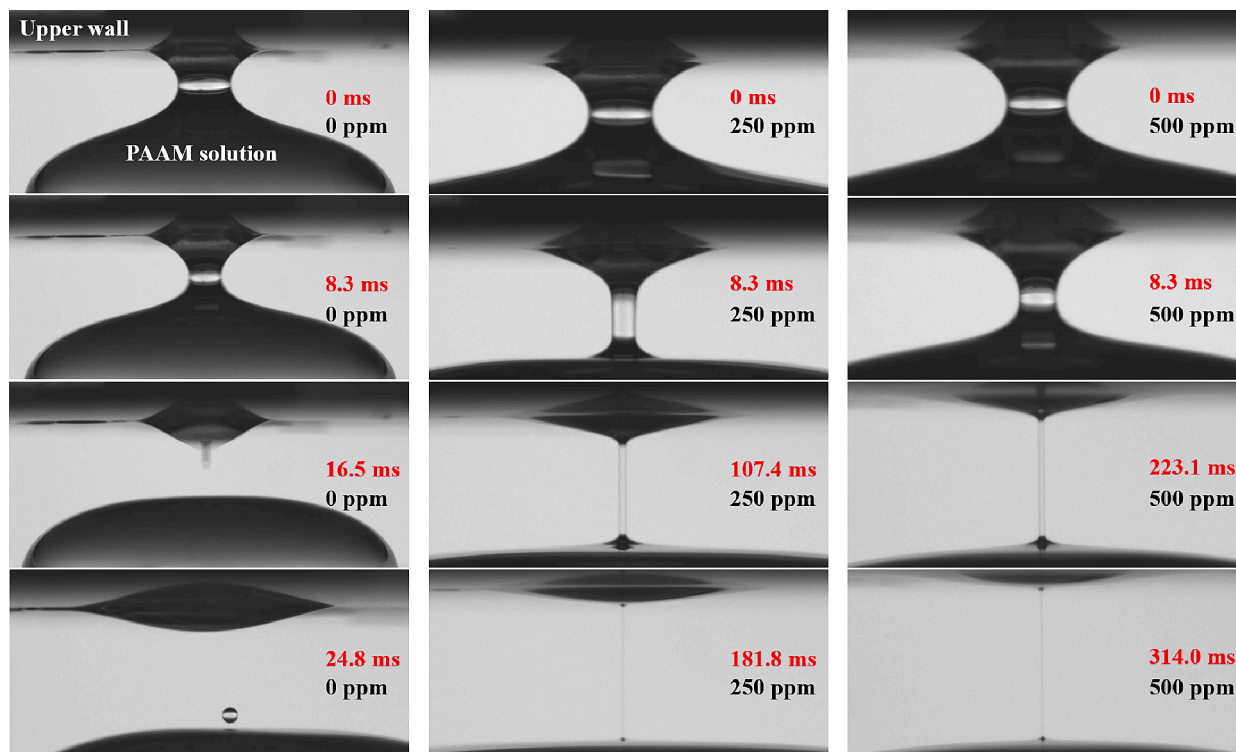 Upper wall
0 ms
0 ppm
PAAM solution
0 ms
250 ppm
0 ms
500 ppm
8.3 ms
0 ppm
8.3 ms
250 ppm
8.3 ms
500 ppm
16.5 ms
0 ppm
107.4 ms
250 ppm
223.1 ms
500 ppm
24.8 ms
0 ppm
181.8 ms
250 ppm
314.0 ms
500 ppm